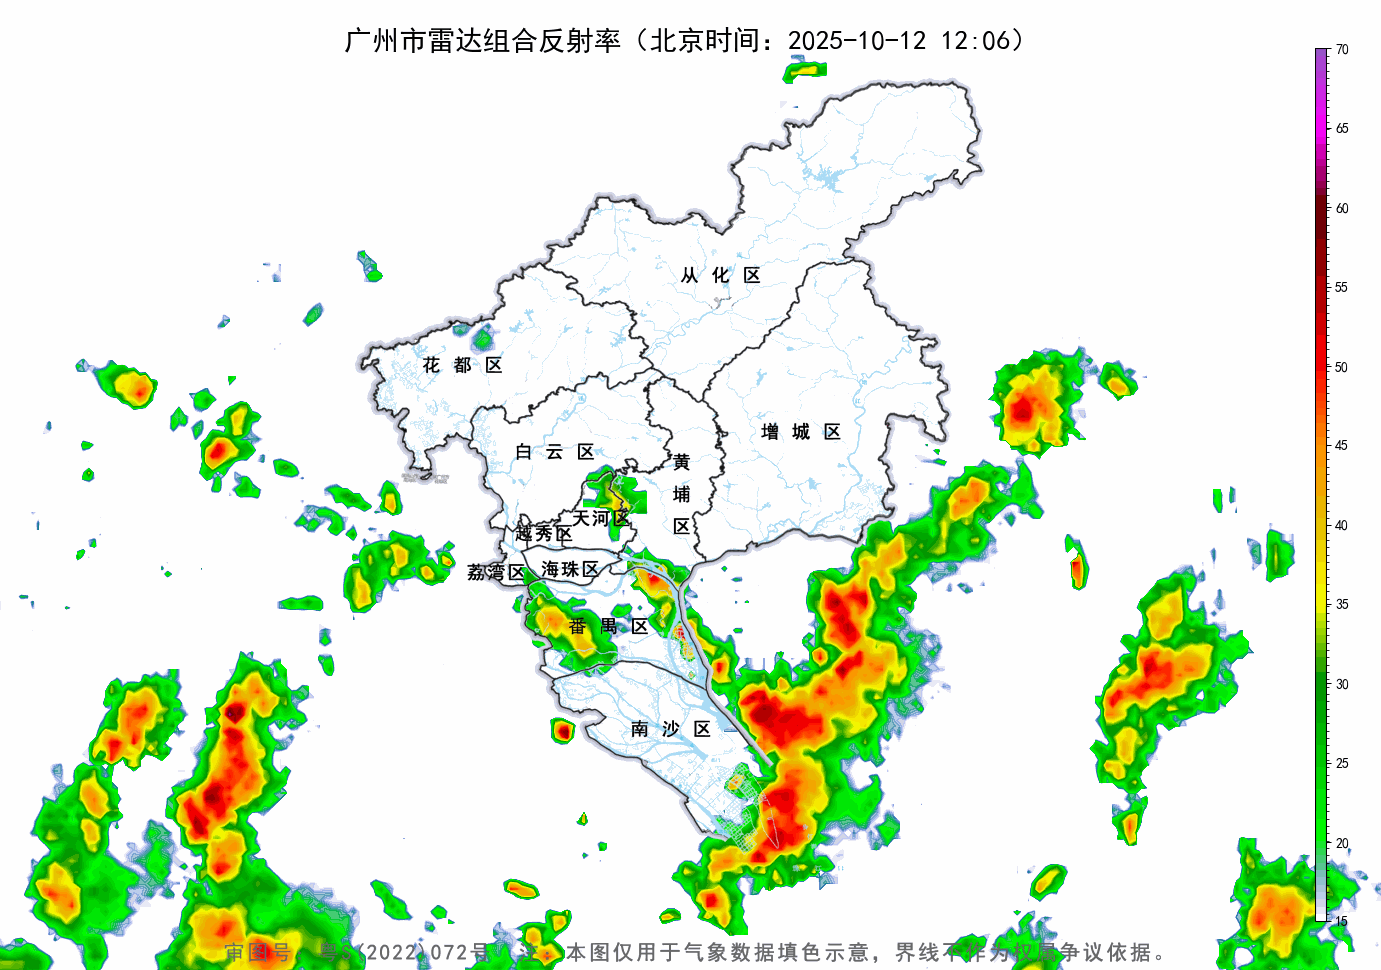 广州市雷达组合反射率（北京时间：2025-10-12 12:06）
70
65
60
55
50
45
40
35
30
25
20
15
从化区
花都区
增城区
白云区
黄埔区
天河区
越秀区
荔湾区
海珠区
番禺区
南沙区
审图号：粤S(2022)072号 注：本图仅用于气象数据填色示意，界线不作为权属争议依据。